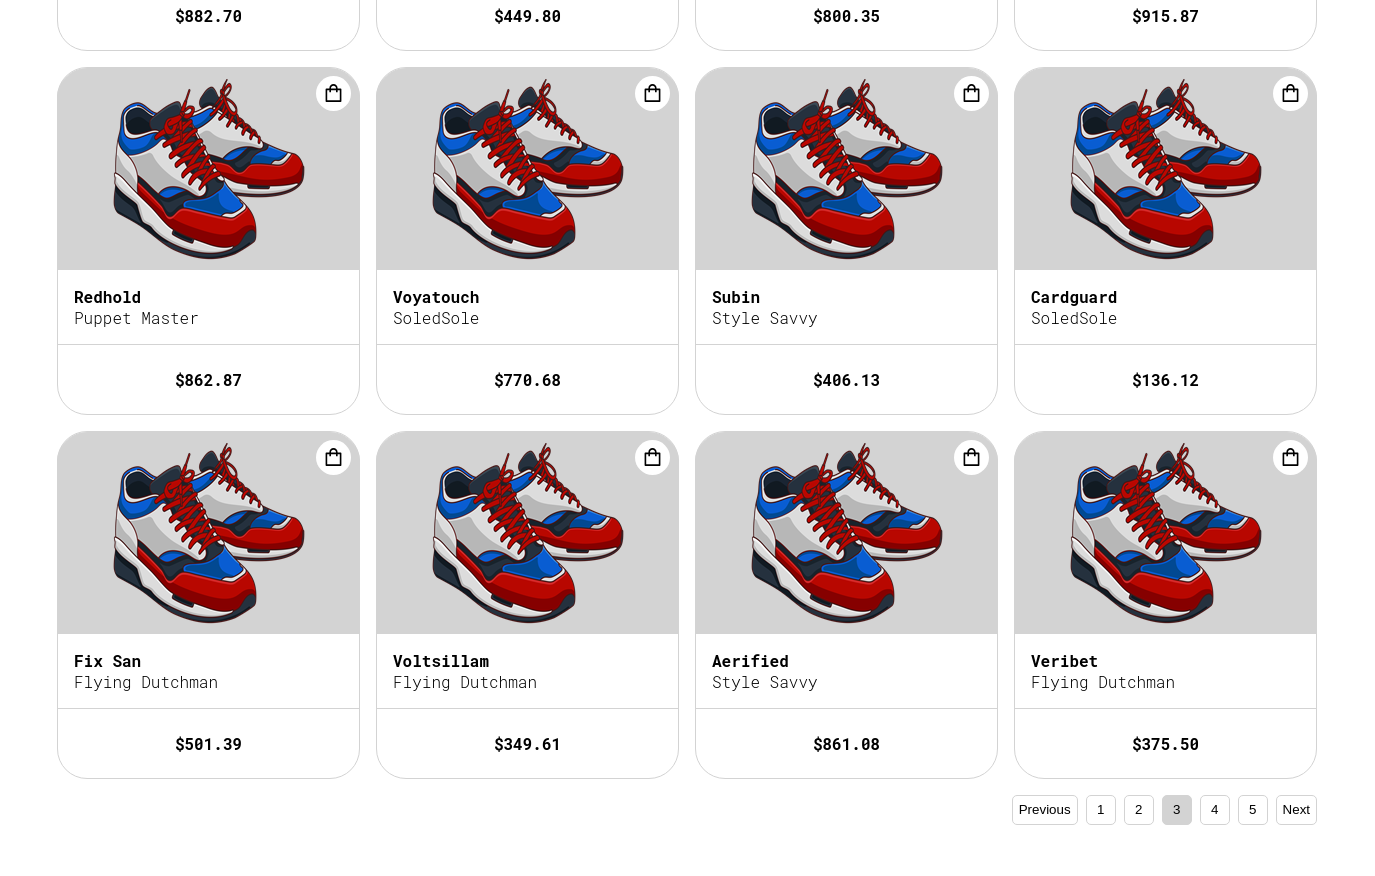 $882.70 $449.80 $800.35 $915.87
Redhold Voyatouch Subin Cardguard
Puppet Master SoledSole Style Savvy SoledSole
$862.87 $770.68 $406.13 $136.12
Fix San Voltsillam Aerified Veribet
Flying Dutchman Flying Dutchman Style Savvy Flying Dutchman
$501.39 $349.61 $861.08 $375.50
Previous 1 2 3 4 5 Next